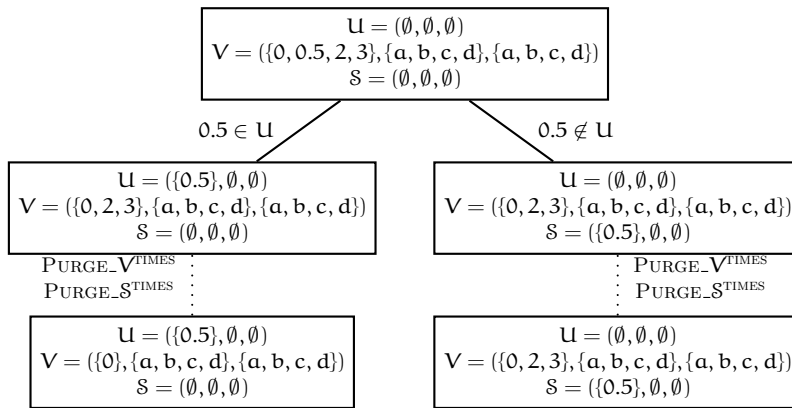 U = (∅, ∅, ∅)
V = ({0, 0.5, 2, 3}, {a, b, c, d}, {a, b, c, d})
S = (∅, ∅, ∅)
0.5 ∈ U
0.5 ∉ U
U = ({0.5}, ∅, ∅)
V = ({0, 2, 3}, {a, b, c, d}, {a, b, c, d})
S = (∅, ∅, ∅)
U = (∅, ∅, ∅)
V = ({0, 2, 3}, {a, b, c, d}, {a, b, c, d})
S = ({0.5}, ∅, ∅)
PURGE_V^TIMES
PURGE_S^TIMES
PURGE_V^TIMES
PURGE_S^TIMES
U = ({0.5}, ∅, ∅)
V = ({0}, {a, b, c, d}, {a, b, c, d})
S = (∅, ∅, ∅)
U = (∅, ∅, ∅)
V = ({0, 2, 3}, {a, b, c, d}, {a, b, c, d})
S = ({0.5}, ∅, ∅)